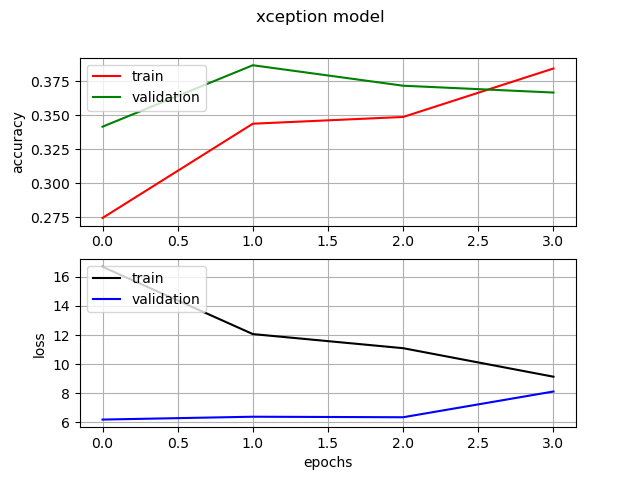 xception model
train
validation
accuracy
0.375
0.350
0.325
0.300
0.275
0.0 0.5 1.0 1.5 2.0 2.5 3.0
train
validation
loss
16
14
12
10
8
6
0.0 0.5 1.0 1.5 2.0 2.5 3.0
epochs